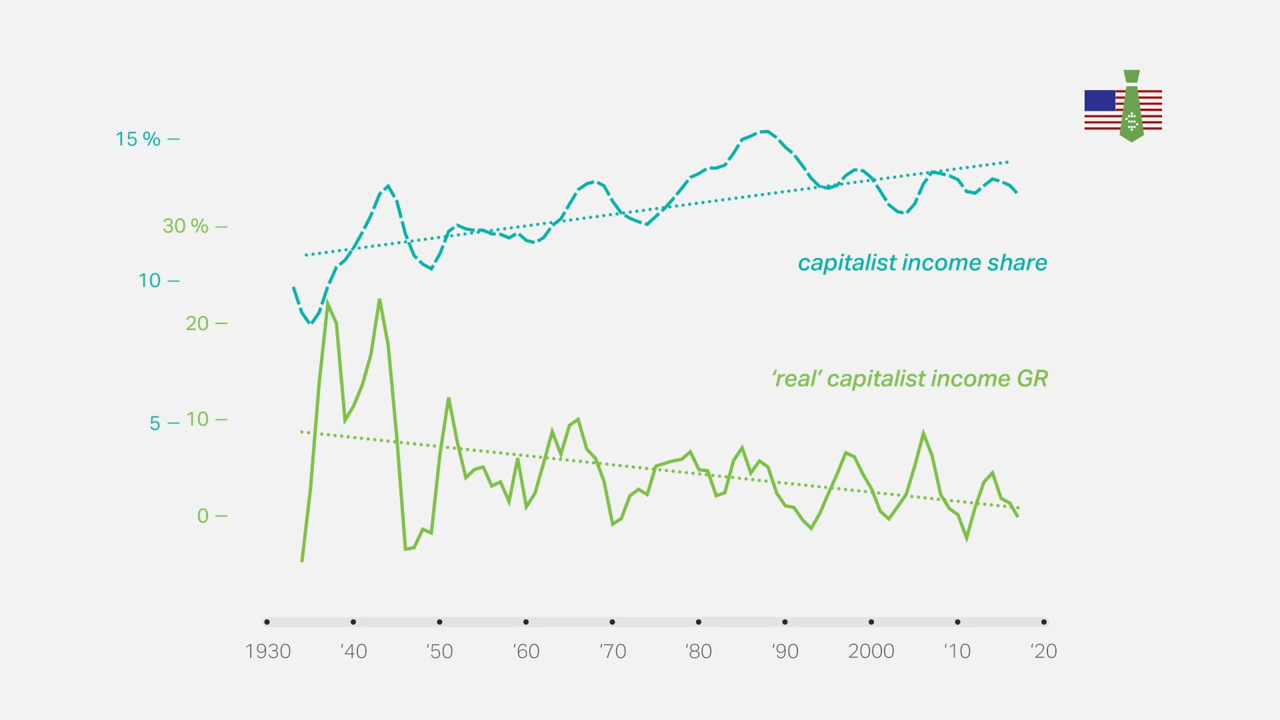 15 % –
30 % –
capitalist income share
10 –
20 –
'real' capitalist income GR
5 –
10 –
0 –
1930 ‘40 ‘50 ‘60 ‘70 ‘80 ‘90 2000 ‘10 ‘20